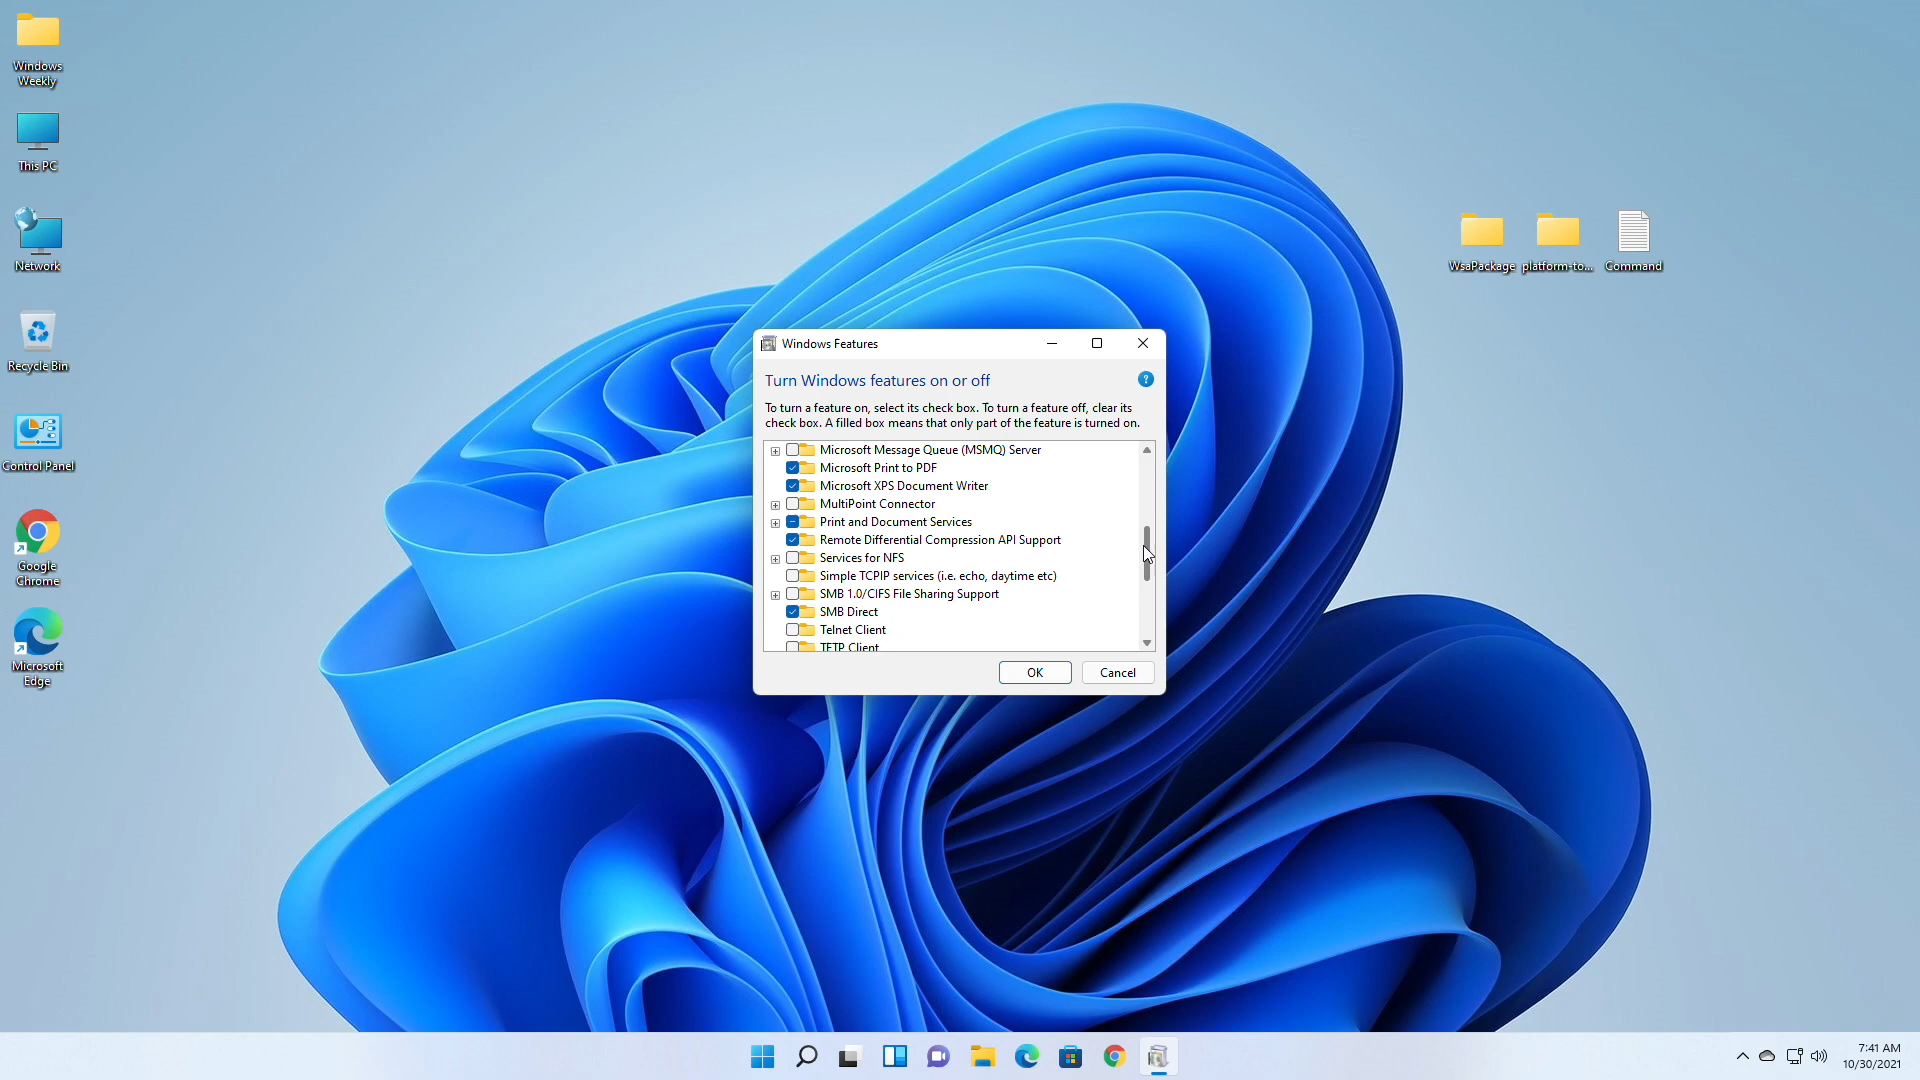 Windows
Weekly
This PC
Network
Recycle Bin
Control Panel
Google
Chrome
Microsoft
Edge
WsaPackage
platform-to...
Command
Windows Features
Turn Windows features on or off
?
To turn a feature on, select its check box. To turn a feature off, clear its
check box. A filled box means that only part of the feature is turned on.
Microsoft Message Queue (MSMQ) Server
Microsoft Print to PDF
Microsoft XPS Document Writer
MultiPoint Connector
Print and Document Services
Remote Differential Compression API Support
Services for NFS
Simple TCPIP services (i.e. echo, daytime etc)
SMB 1.0/CIFS File Sharing Support
SMB Direct
Telnet Client
TFTP Client
OK
Cancel
7:41 AM
10/30/2021